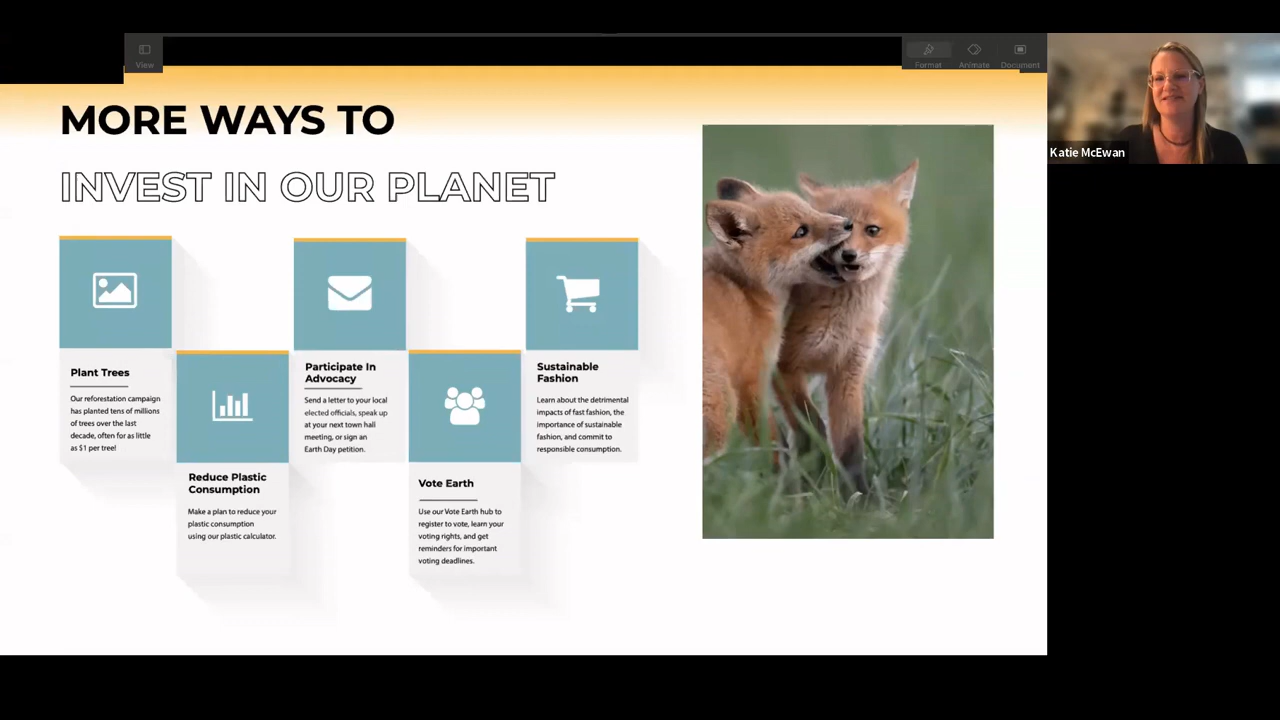 View
Format
Animate
Document
MORE WAYS TO
INVEST IN OUR PLANET
Plant Trees
Our reforestation campaign
has planted tens of millions
of trees over the last
decade, often for as little
as $1 per tree!
Reduce Plastic
Consumption
Make a plan to reduce your
plastic consumption
using our plastic calculator.
Participate In
Advocacy
Send a letter to your local
elected officials, speak up
at your next town hall
meeting, or sign an
Earth Day petition.
Vote Earth
Use our Vote Earth hub to
register to vote, learn your
voting rights, and get
reminders for important
voting deadlines.
Sustainable
Fashion
Learn about the detrimental
impacts of fast fashion, the
importance of sustainable
fashion, and commit to
responsible consumption.
Katie McEwan